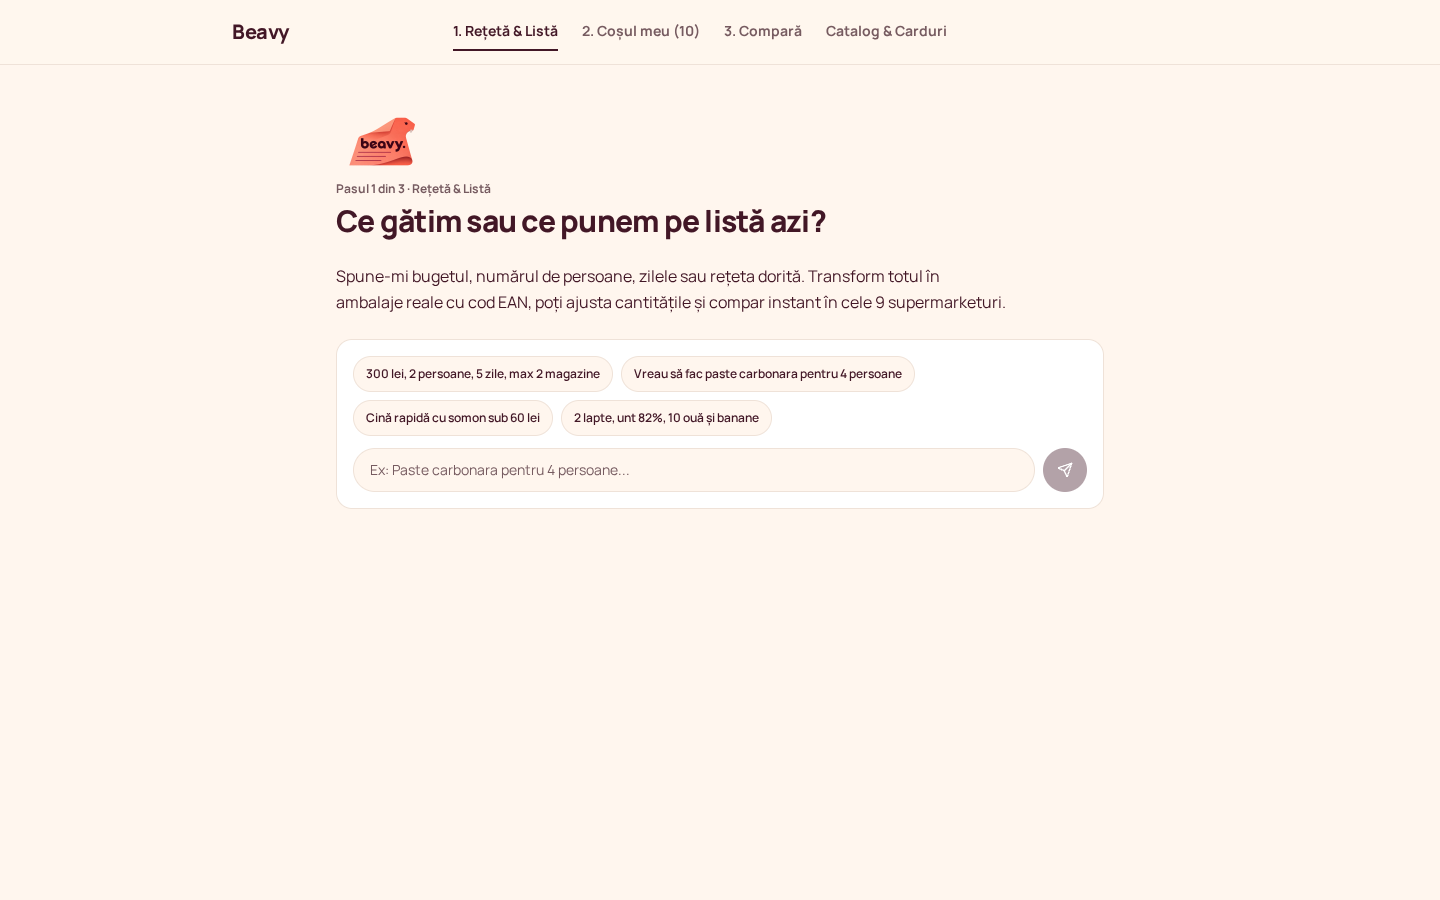 Beavy
1. Rețetă & Listă
2. Coșul meu (10)
3. Compară
Catalog & Carduri
beavy.
Pasul 1 din 3 · Rețetă & Listă
Ce gătim sau ce punem pe listă azi?
Spune-mi bugetul, numărul de persoane, zilele sau rețeta dorită. Transform totul în
ambalaje reale cu cod EAN, poți ajusta cantitățile și compar instant în cele 9 supermarketuri.
300 lei, 2 persoane, 5 zile, max 2 magazine
Vreau să fac paste carbonara pentru 4 persoane
Cină rapidă cu somon sub 60 lei
2 lapte, unt 82%, 10 ouă și banane
Ex: Paste carbonara pentru 4 persoane...